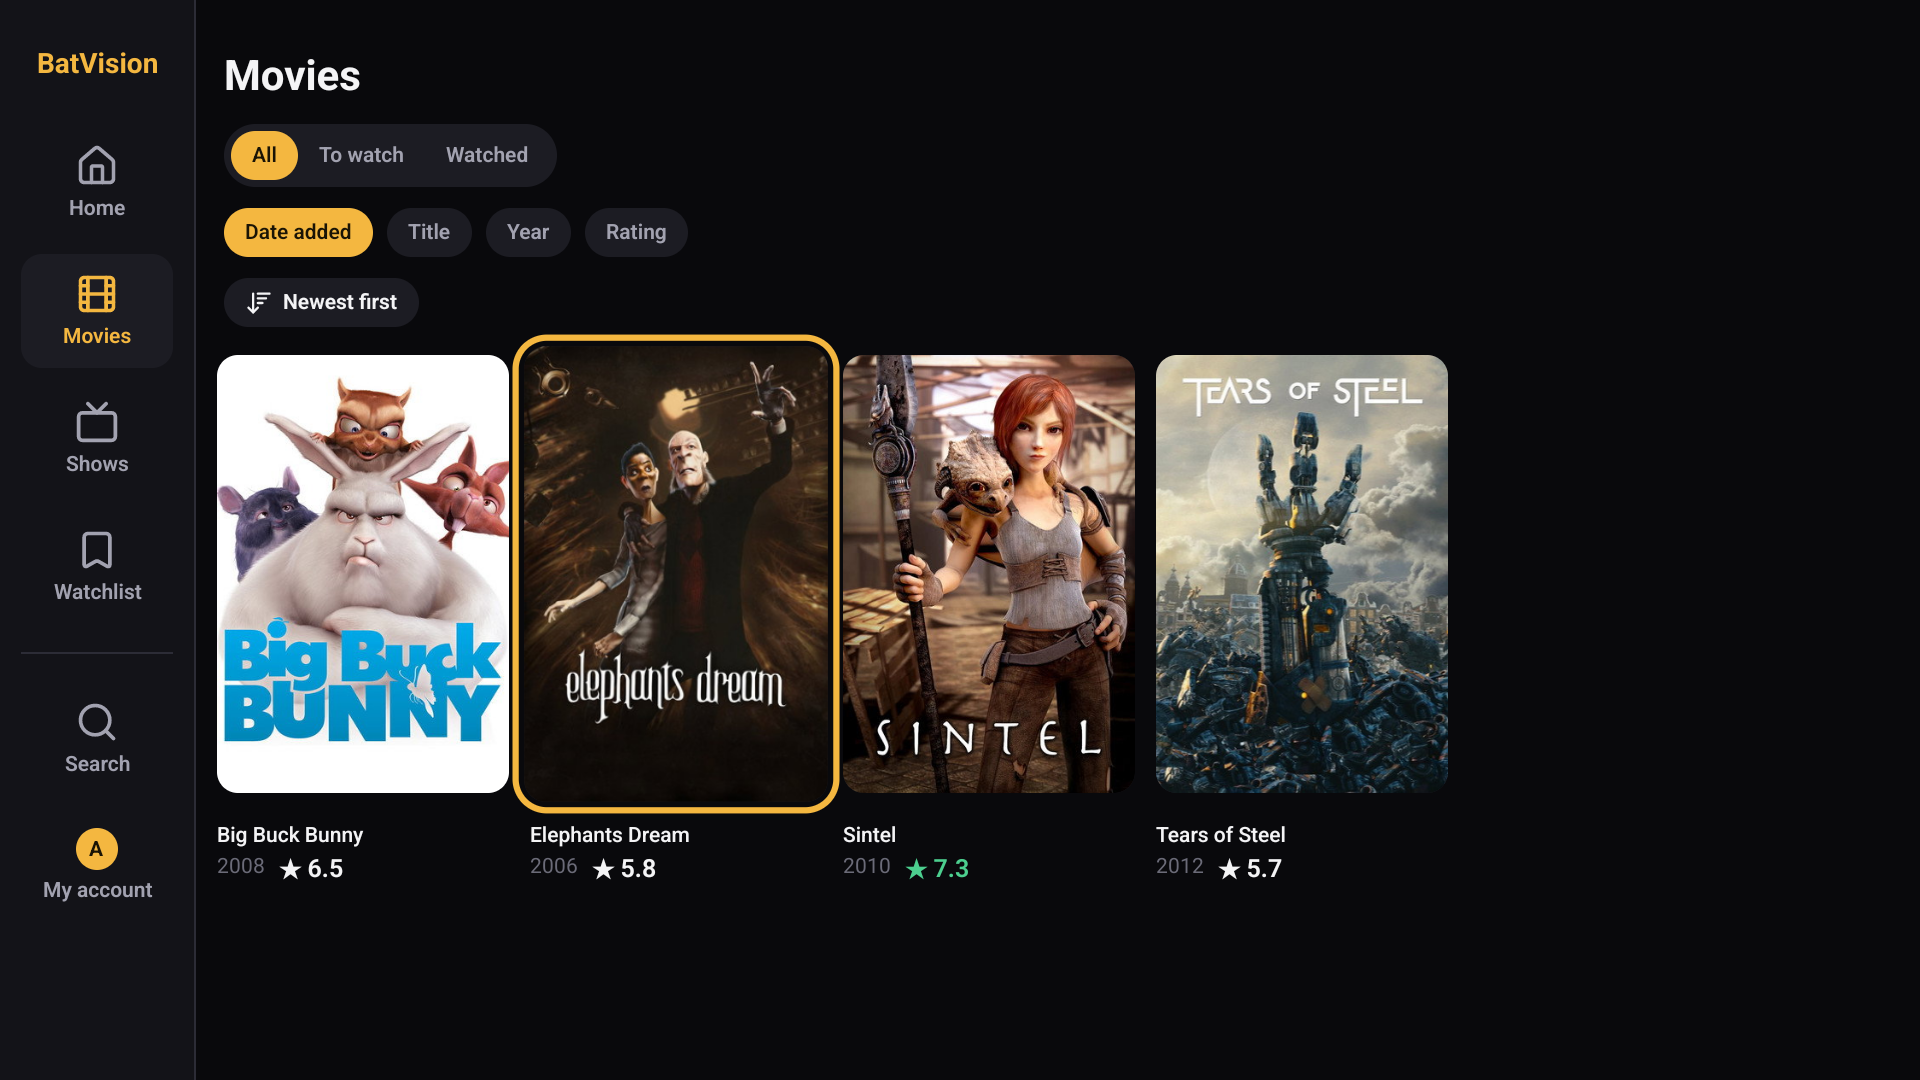 BatVision
Home
Movies
Shows
Watchlist
Search
A
My account
Movies
All To watch Watched
Date added Title Year Rating
Newest first
Big Buck
BUNNY
elephants dream
SINTEL
TEARS OF STEEL
Big Buck Bunny
2008 ★ 6.5
Elephants Dream
2006 ★ 5.8
Sintel
2010 ★ 7.3
Tears of Steel
2012 ★ 5.7